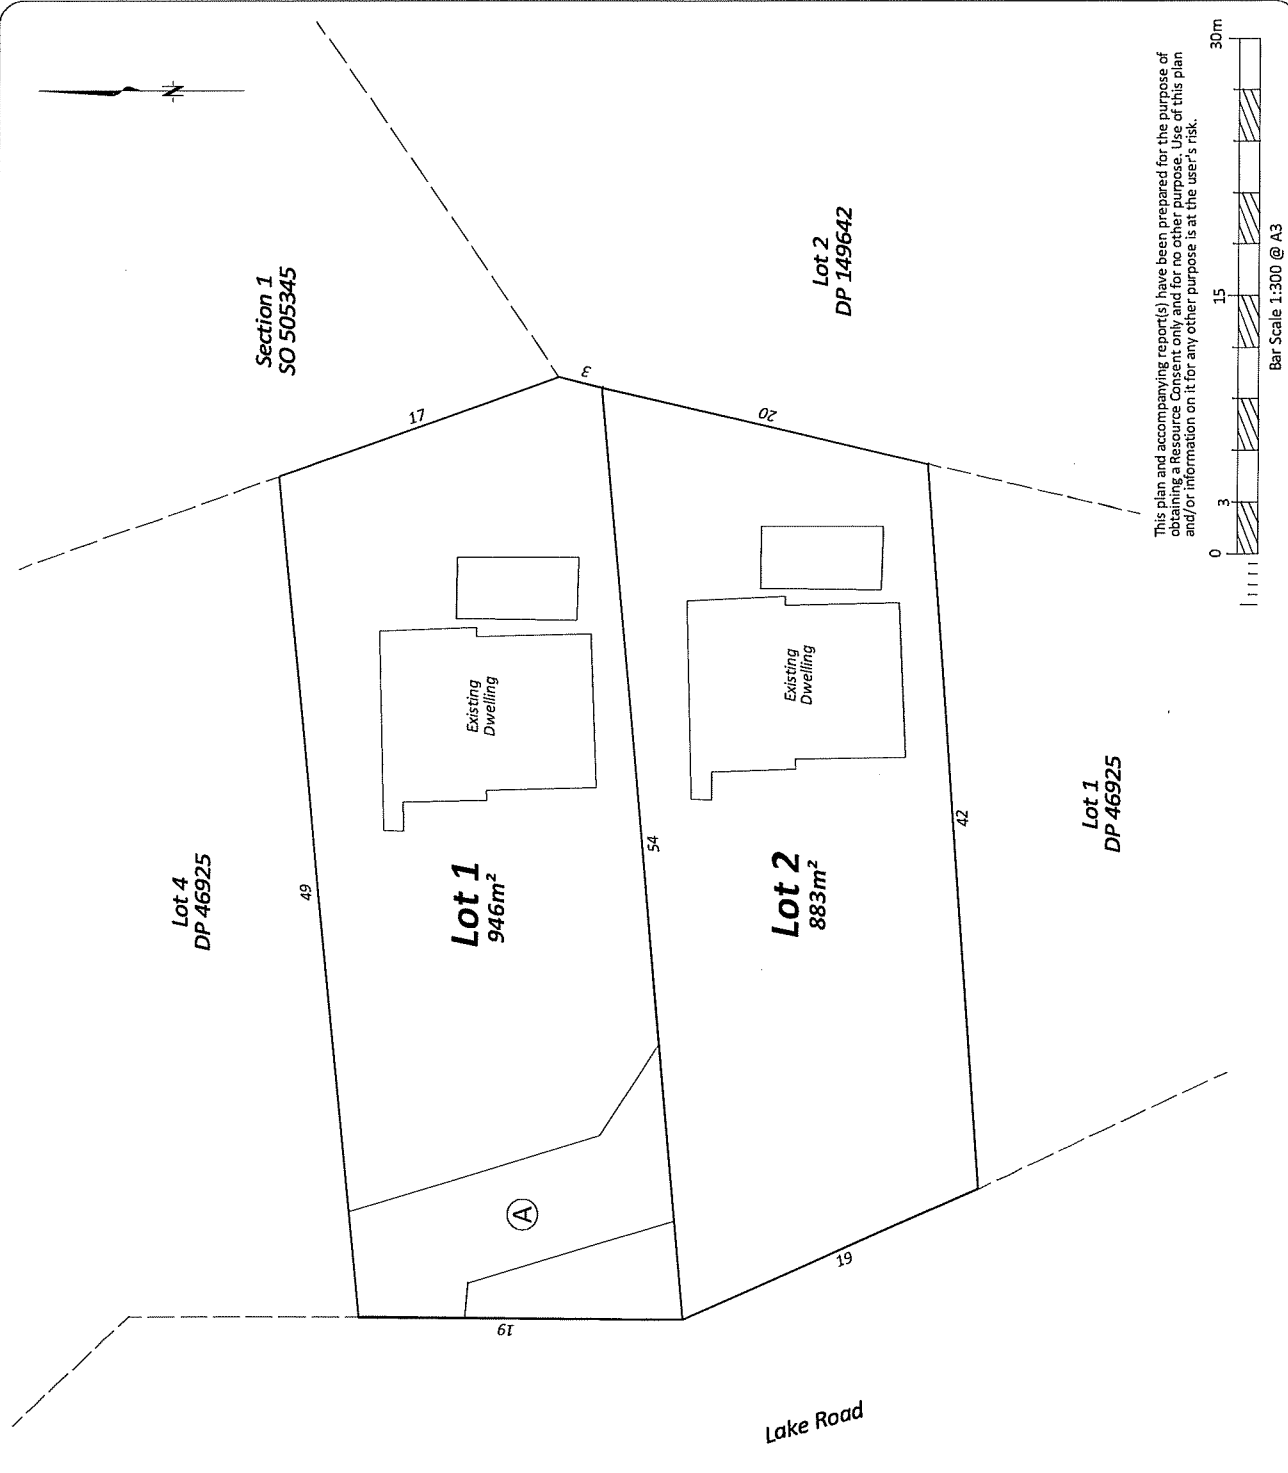 N
Section 1
SO 505345
17
3
Lot 4
DP 46925
49
Lot 2
DP 149642
20
Existing
Dwelling
Existing
Dwelling
Lot 1
946m²
54
Lot 2
883m²
42
Lot 1
DP 46925
A
19
19
Lake Road
This plan and accompanying report(s) have been prepared for the purpose of
obtaining a Resource Consent only and for no other purpose. Use of this plan
and/or information on it for any other purpose is at the user's risk.
0
3
15
30m
Bar Scale 1:300 @ A3